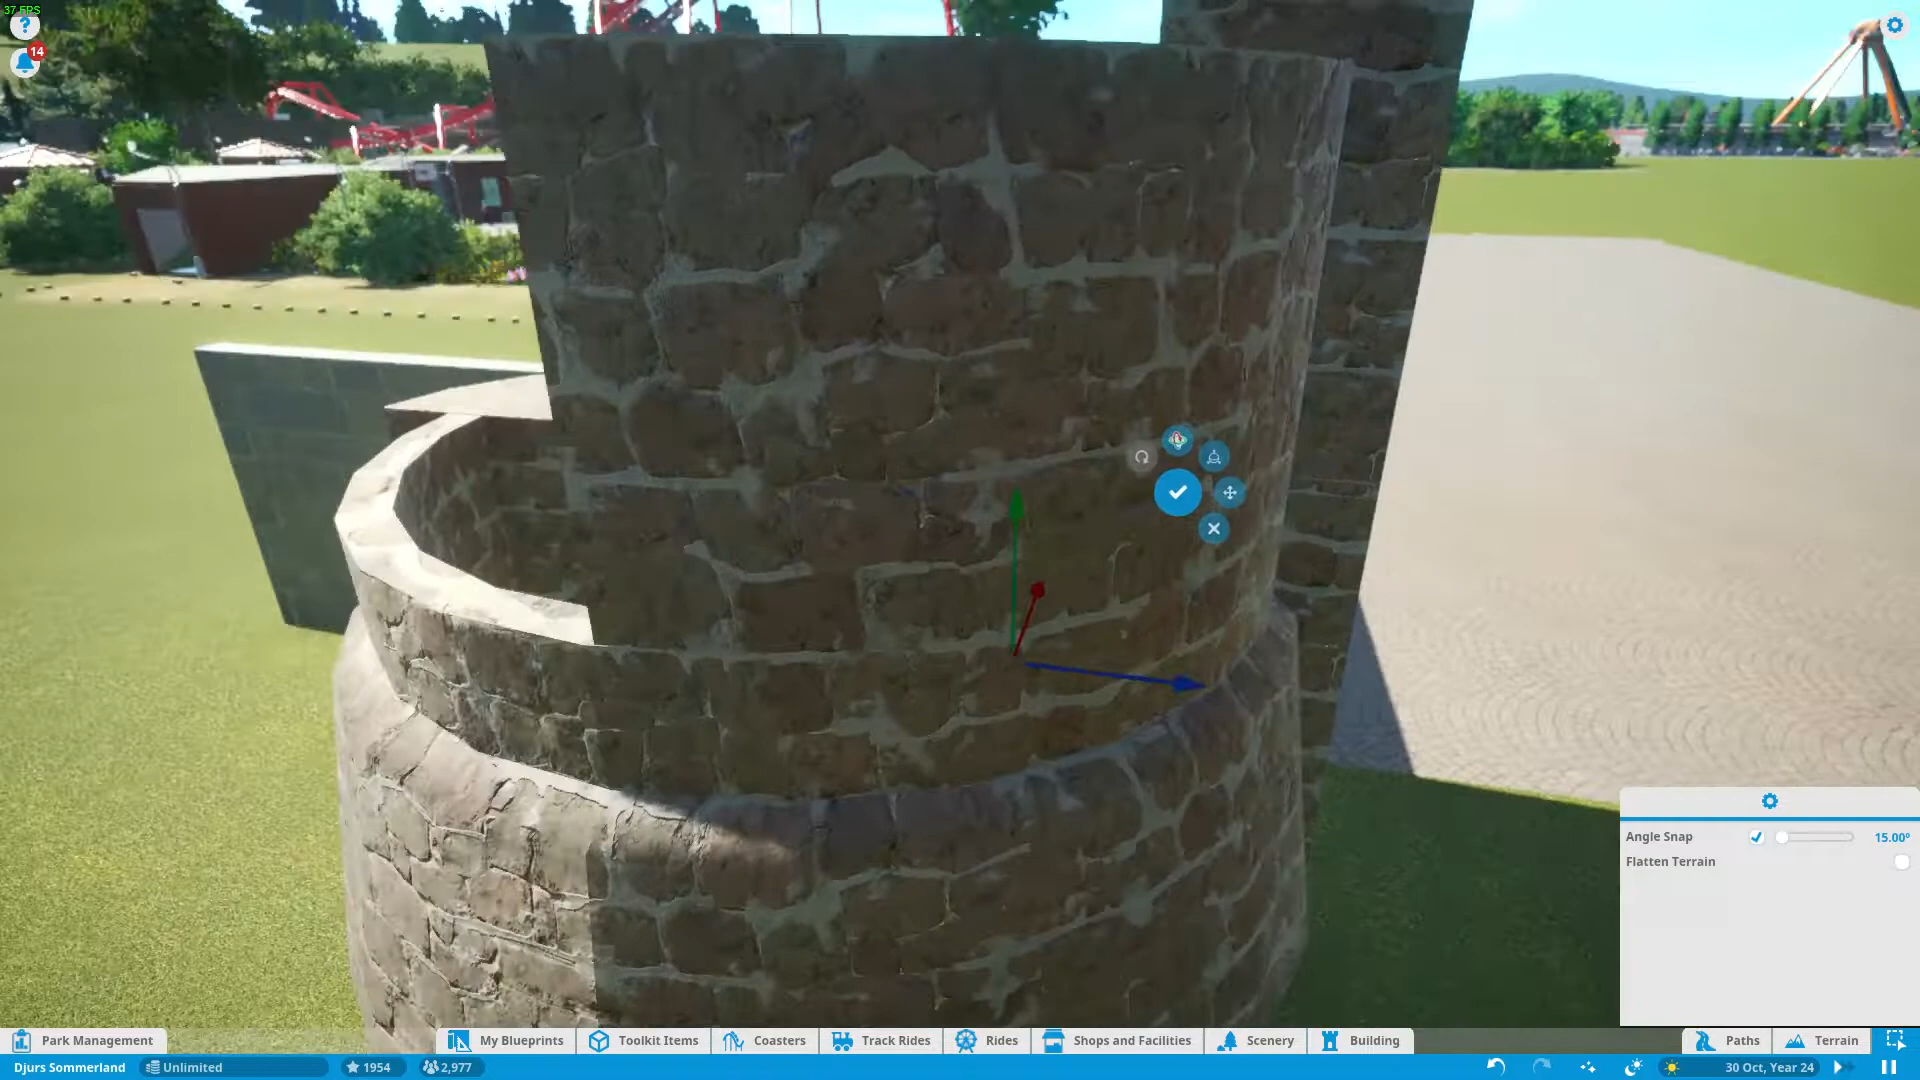 37 FPS
?
14
Angle Snap 15.00°
Flatten Terrain
Park Management
My Blueprints
Toolkit Items
Coasters
Track Rides
Rides
Shops and Facilities
Scenery
Building
Paths
Terrain
Djurs Sommerland
Unlimited
1954
2,977
30 Oct, Year 24